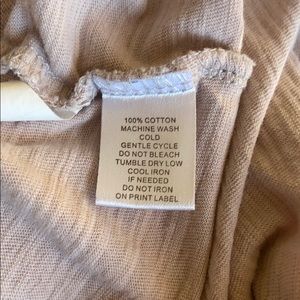 100% COTTON
MACHINE WASH
COLD
GENTLE CYCLE
DO NOT BLEACH
TUMBLE DRY LOW
COOL IRON
IF NEEDED
DO NOT IRON
ON PRINT LABEL